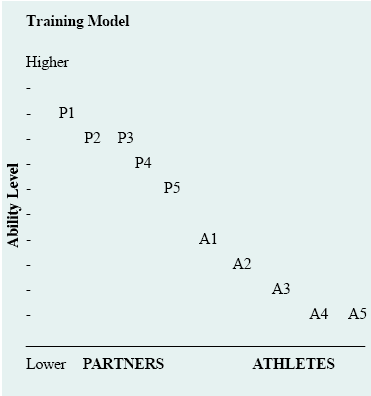 Training Model
Higher
-
- P1
- P2 P3
- P4
- P5
-
- A1
- A2
- A3
- A4 A5
Ability Level
Lower PARTNERS ATHLETES